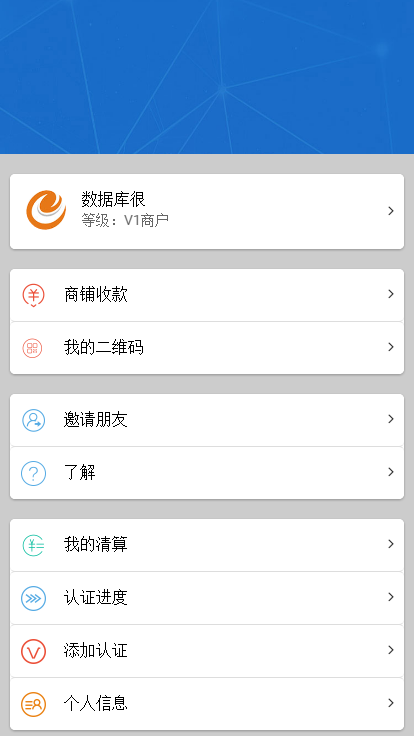 数据库很
等级：V1商户
商铺收款
我的二维码
邀请朋友
了解
我的清算
认证进度
添加认证
个人信息